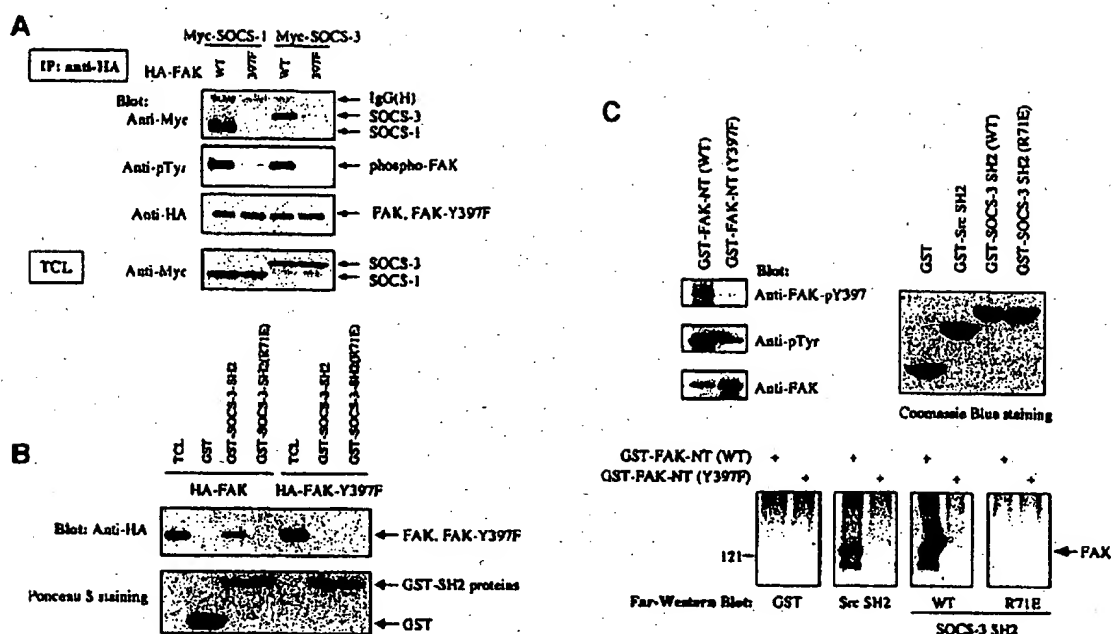 A
Myc-SOCS-1 Myc-SOCS-3
IP: anti-HA
HA-FAK WT 397F WT 397F
Blot:
Anti-Myc
IgG(H)
SOCS-3
SOCS-1
Anti-pTyr
phospho-FAK
Anti-HA
FAK, FAK-Y397F
TCL
Anti-Myc
SOCS-3
SOCS-1
B
TCL GST GST-SOCS-3-SH2 GST-SOCS-3-SH2(R71E) TCL GST-SOCS-3-SH2 GST-SOCS-3-SH2(R71E)
HA-FAK HA-FAK-Y397F
Blot: Anti-HA
FAK, FAK-Y397F
Ponceau S staining
GST-SH2 proteins
GST
C
GST-FAK-NT (WT)
GST-FAK-NT (Y397F)
Blot:
Anti-FAK-pY397
Anti-pTyr
Anti-FAK
GST
GST-Src SH2
GST-SOCS-3 SH2 (WT)
GST-SOCS-3 SH2 (R71E)
Coomassie Blue staining
GST-FAK-NT (WT) + + + +
GST-FAK-NT (Y397F) + + + +
121
FAK
Far-Western Blot: GST Src SH2 WT R71E
SOCS-3 SH2